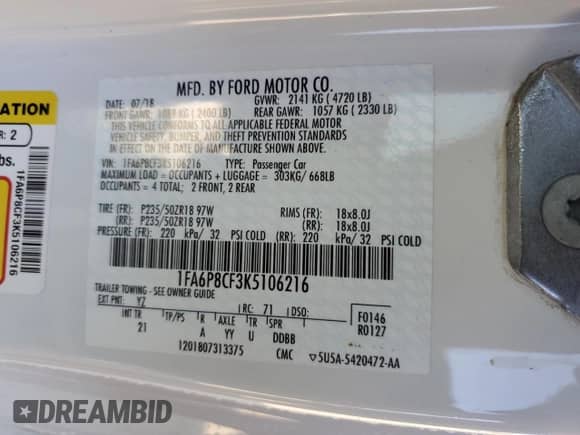 MFD. BY FORD MOTOR CO.
DATE: 07/18 GVWR: 2141 KG ( 4720 LB)
FRONT GAWR: 1089 KG ( 2400 LB) REAR GAWR: 1057 KG ( 2330 LB)
THIS VEHICLE CONFORMS TO ALL APPLICABLE FEDERAL MOTOR
VEHICLE SAFETY, BUMPER, AND THEFT PREVENTION STANDARDS
IN EFFECT ON THE DATE OF MANUFACTURE SHOWN ABOVE.
VIN: 1FA6P8CF3K5106216 TYPE: Passenger Car
MAXIMUM LOAD = OCCUPANTS + LUGGAGE = 303KG/ 668LB
OCCUPANTS = 4 TOTAL; 2 FRONT, 2 REAR
TIRE (FR): P235/50ZR18 97W RIMS (FR): 18x8.0J
(RR): P235/50ZR18 97W (RR): 18x8.0J
PRESSURE (FR): 220 kPa/ 32 PSI COLD (RR): 220 kPa/ 32 PSI COLD
1FA6P8CF3K5106216
TRAILER TOWING - SEE OWNER GUIDE
EXT PNT: YZ RC: 71 DSO: F0146
INT TR TP/PS R AXLE TR SPR R0127
21 A YY U DDBB
1201807313375 CMC ▽5U5A-5420472-AA
ATION
R: 2
bs.
1FA6P8CF3K5106216
DREAMBID